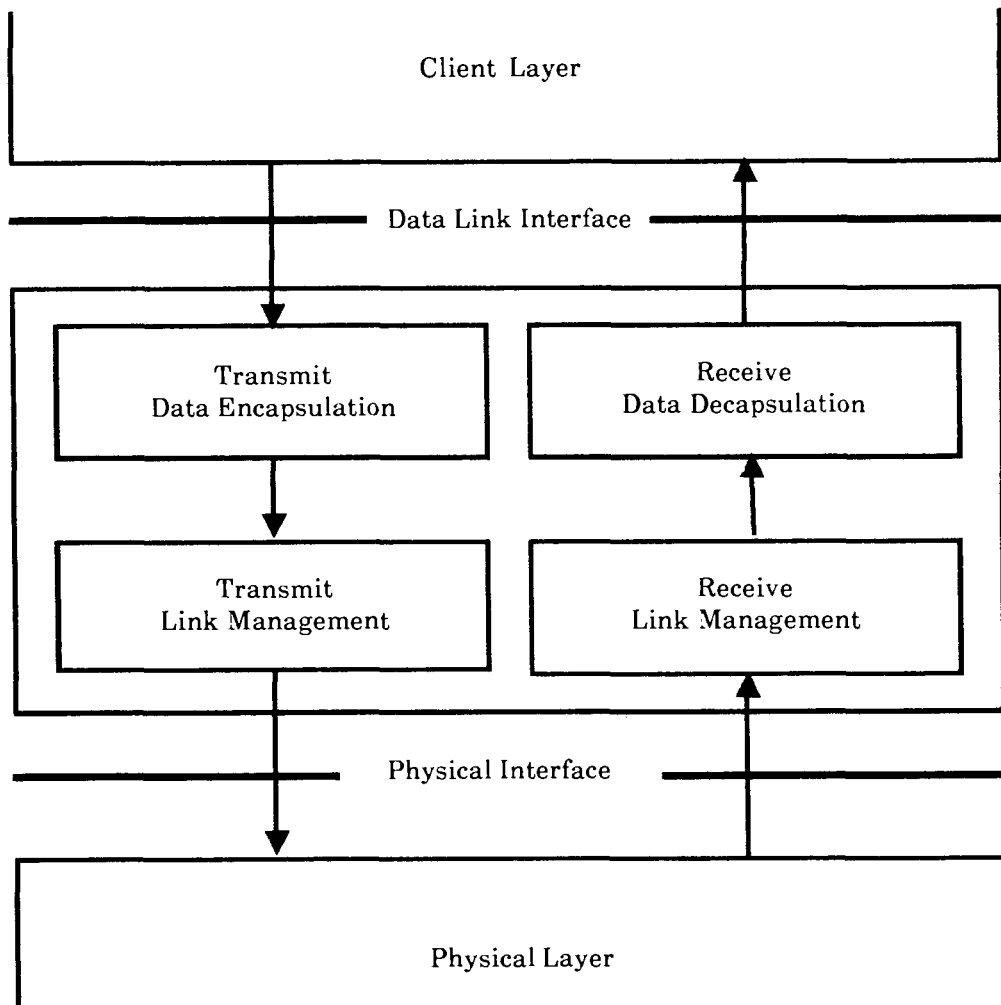 Client Layer
Data Link Interface
Transmit
Data Encapsulation
Receive
Data Decapsulation
Transmit
Link Management
Receive
Link Management
Physical Interface
Physical Layer